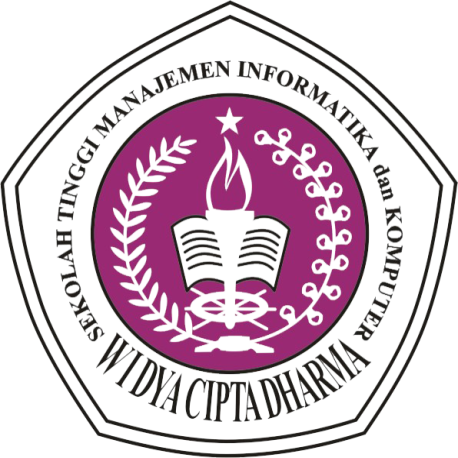 SEKOLAH TINGGI MANAJEMEN INFORMATIKA dan KOMPUTER
WIDYA CIPTA DHARMA